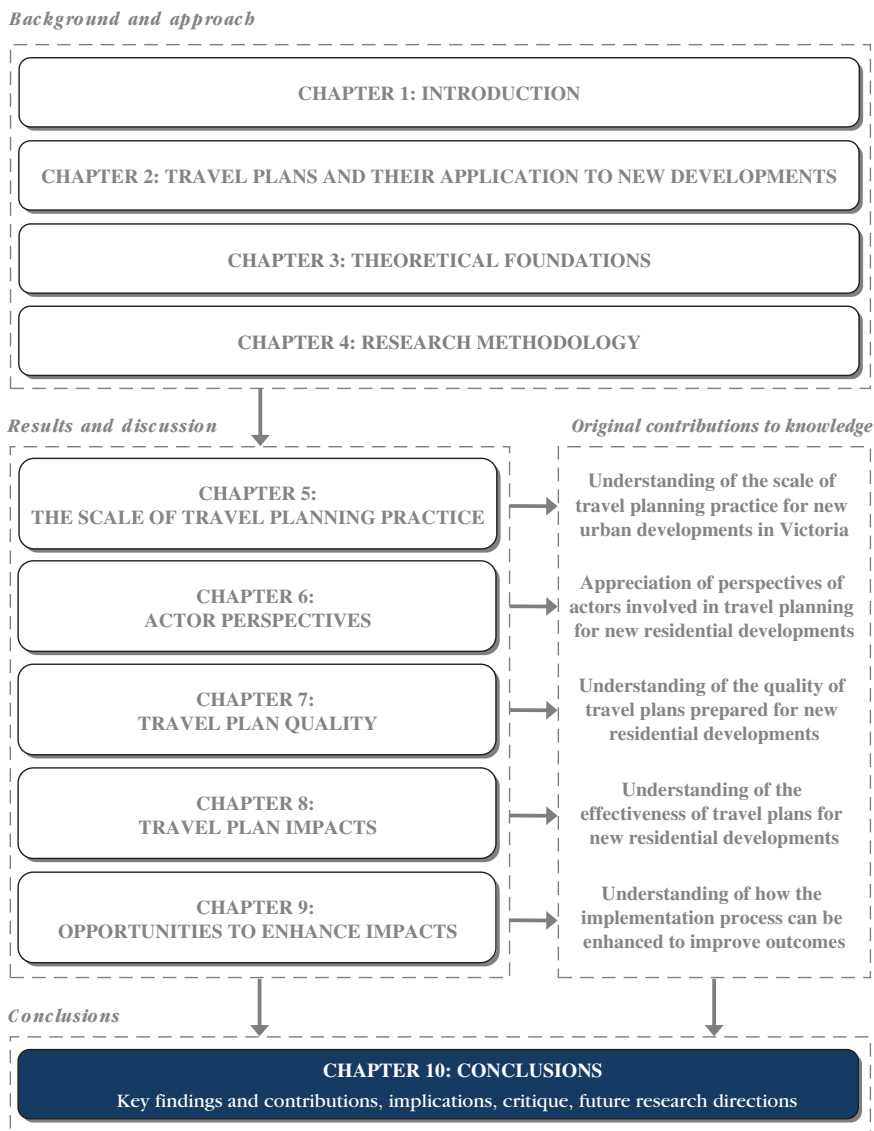 Background and approach
CHAPTER 1: INTRODUCTION
CHAPTER 2: TRAVEL PLANS AND THEIR APPLICATION TO NEW DEVELOPMENTS
CHAPTER 3: THEORETICAL FOUNDATIONS
CHAPTER 4: RESEARCH METHODOLOGY
Results and discussion
Original contributions to knowledge
CHAPTER 5:
THE SCALE OF TRAVEL PLANNING PRACTICE
Understanding of the scale of
travel planning practice for new
urban developments in Victoria
CHAPTER 6:
ACTOR PERSPECTIVES
Appreciation of perspectives of
actors involved in travel planning
for new residential developments
CHAPTER 7:
TRAVEL PLAN QUALITY
Understanding of the quality of
travel plans prepared for new
residential developments
CHAPTER 8:
TRAVEL PLAN IMPACTS
Understanding of the
effectiveness of travel plans for
new residential developments
CHAPTER 9:
OPPORTUNITIES TO ENHANCE IMPACTS
Understanding of how the
implementation process can be
enhanced to improve outcomes
Conclusions
CHAPTER 10: CONCLUSIONS
Key findings and contributions, implications, critique, future research directions